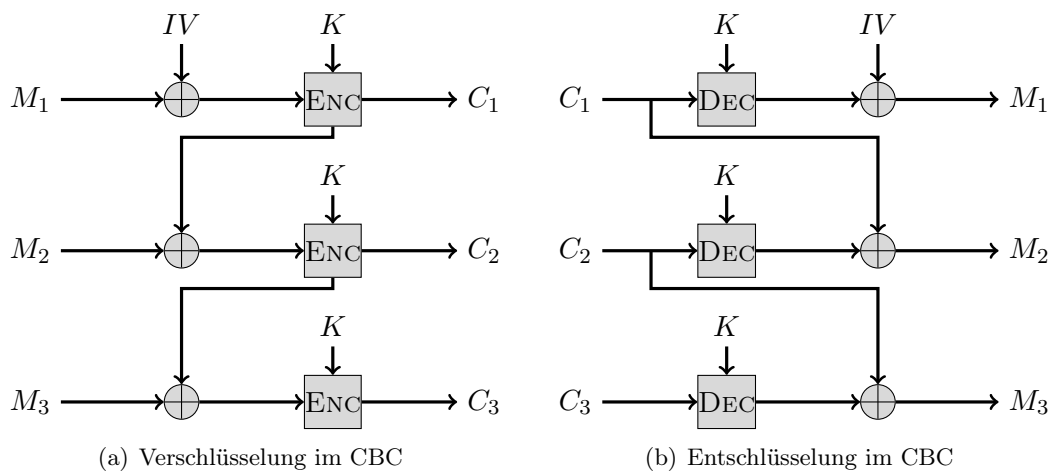 IV K K IV
M₁ ENC C₁ C₁ DEC M₁
K K
M₂ ENC C₂ C₂ DEC M₂
K K
M₃ ENC C₃ C₃ DEC M₃
(a) Verschlüsselung im CBC (b) Entschlüsselung im CBC